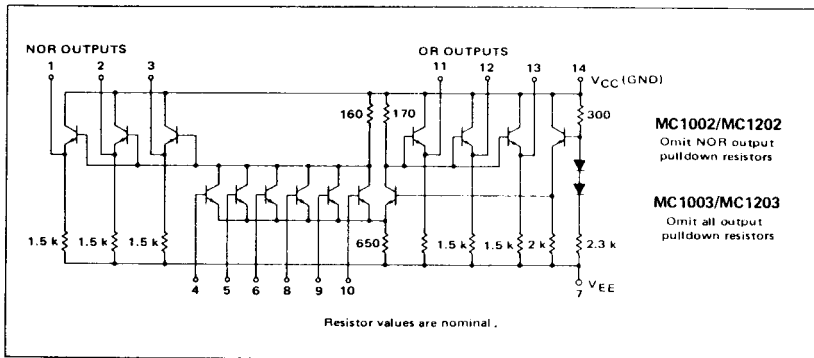 NOR OUTPUTS
1 2 3
OR OUTPUTS
11 12 13 14
VCC (GND)
160 170
300
MC1002/MC1202
Omit NOR output
pulldown resistors
MC1003/MC1203
Omit all output
pulldown resistors
1.5 k 1.5 k 1.5 k 650 1.5 k 1.5 k 2 k 2.3 k
4 5 6 8 9 10
7 VEE
Resistor values are nominal.